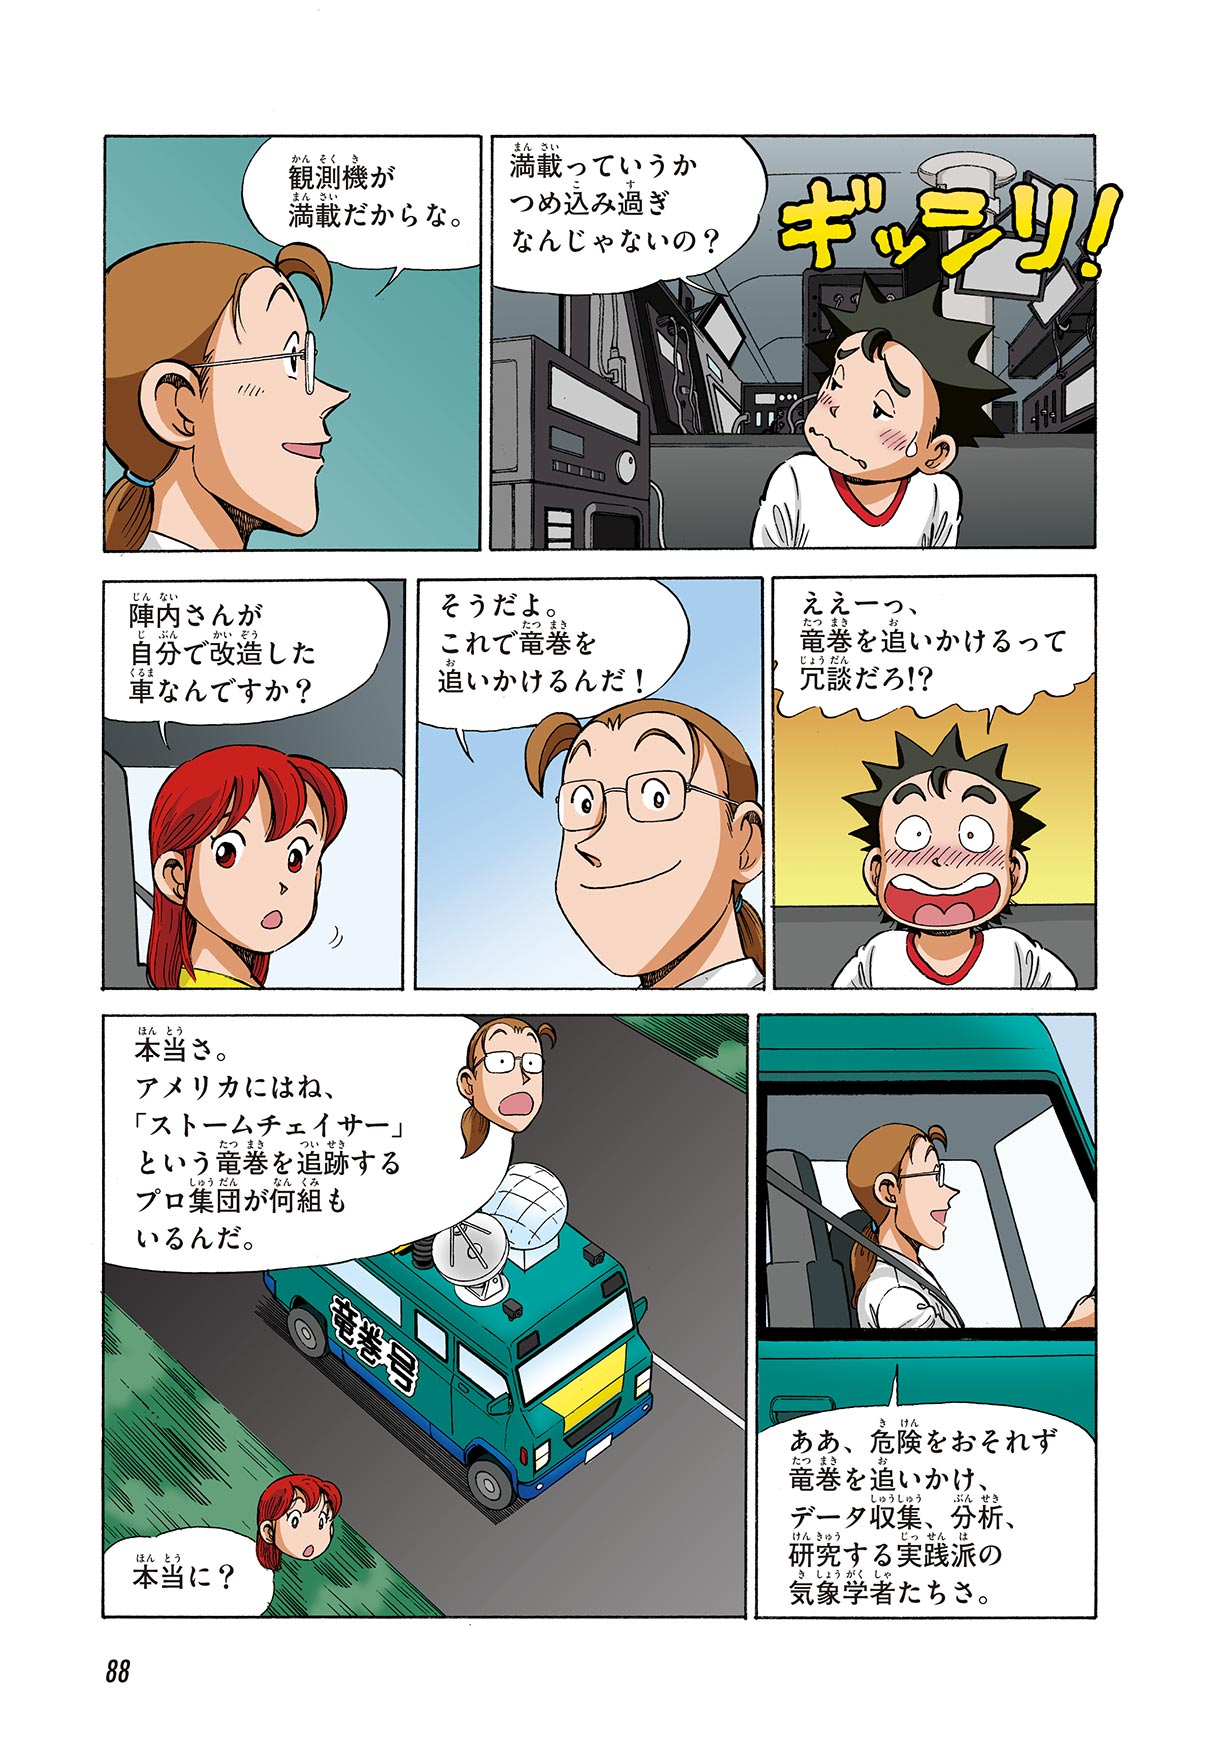 観測機が
満載だからな。
満載っていうか
つめ込み過ぎ
なんじゃないの？
ギッシリ！
陣内さんが
自分で改造した
車なんですか？
そうだよ。
これで竜巻を
追いかけるんだ！
ええーっ、
竜巻を追いかけるって
冗談だろ!?
本当さ。
アメリカにはね、
「ストームチェイサー」
という竜巻を追跡する
プロ集団が何組も
いるんだ。
竜巻号
本当に？
ああ、危険をおそれず
竜巻を追いかけ、
データ収集、分析、
研究する実践派の
気象学者たちさ。
88